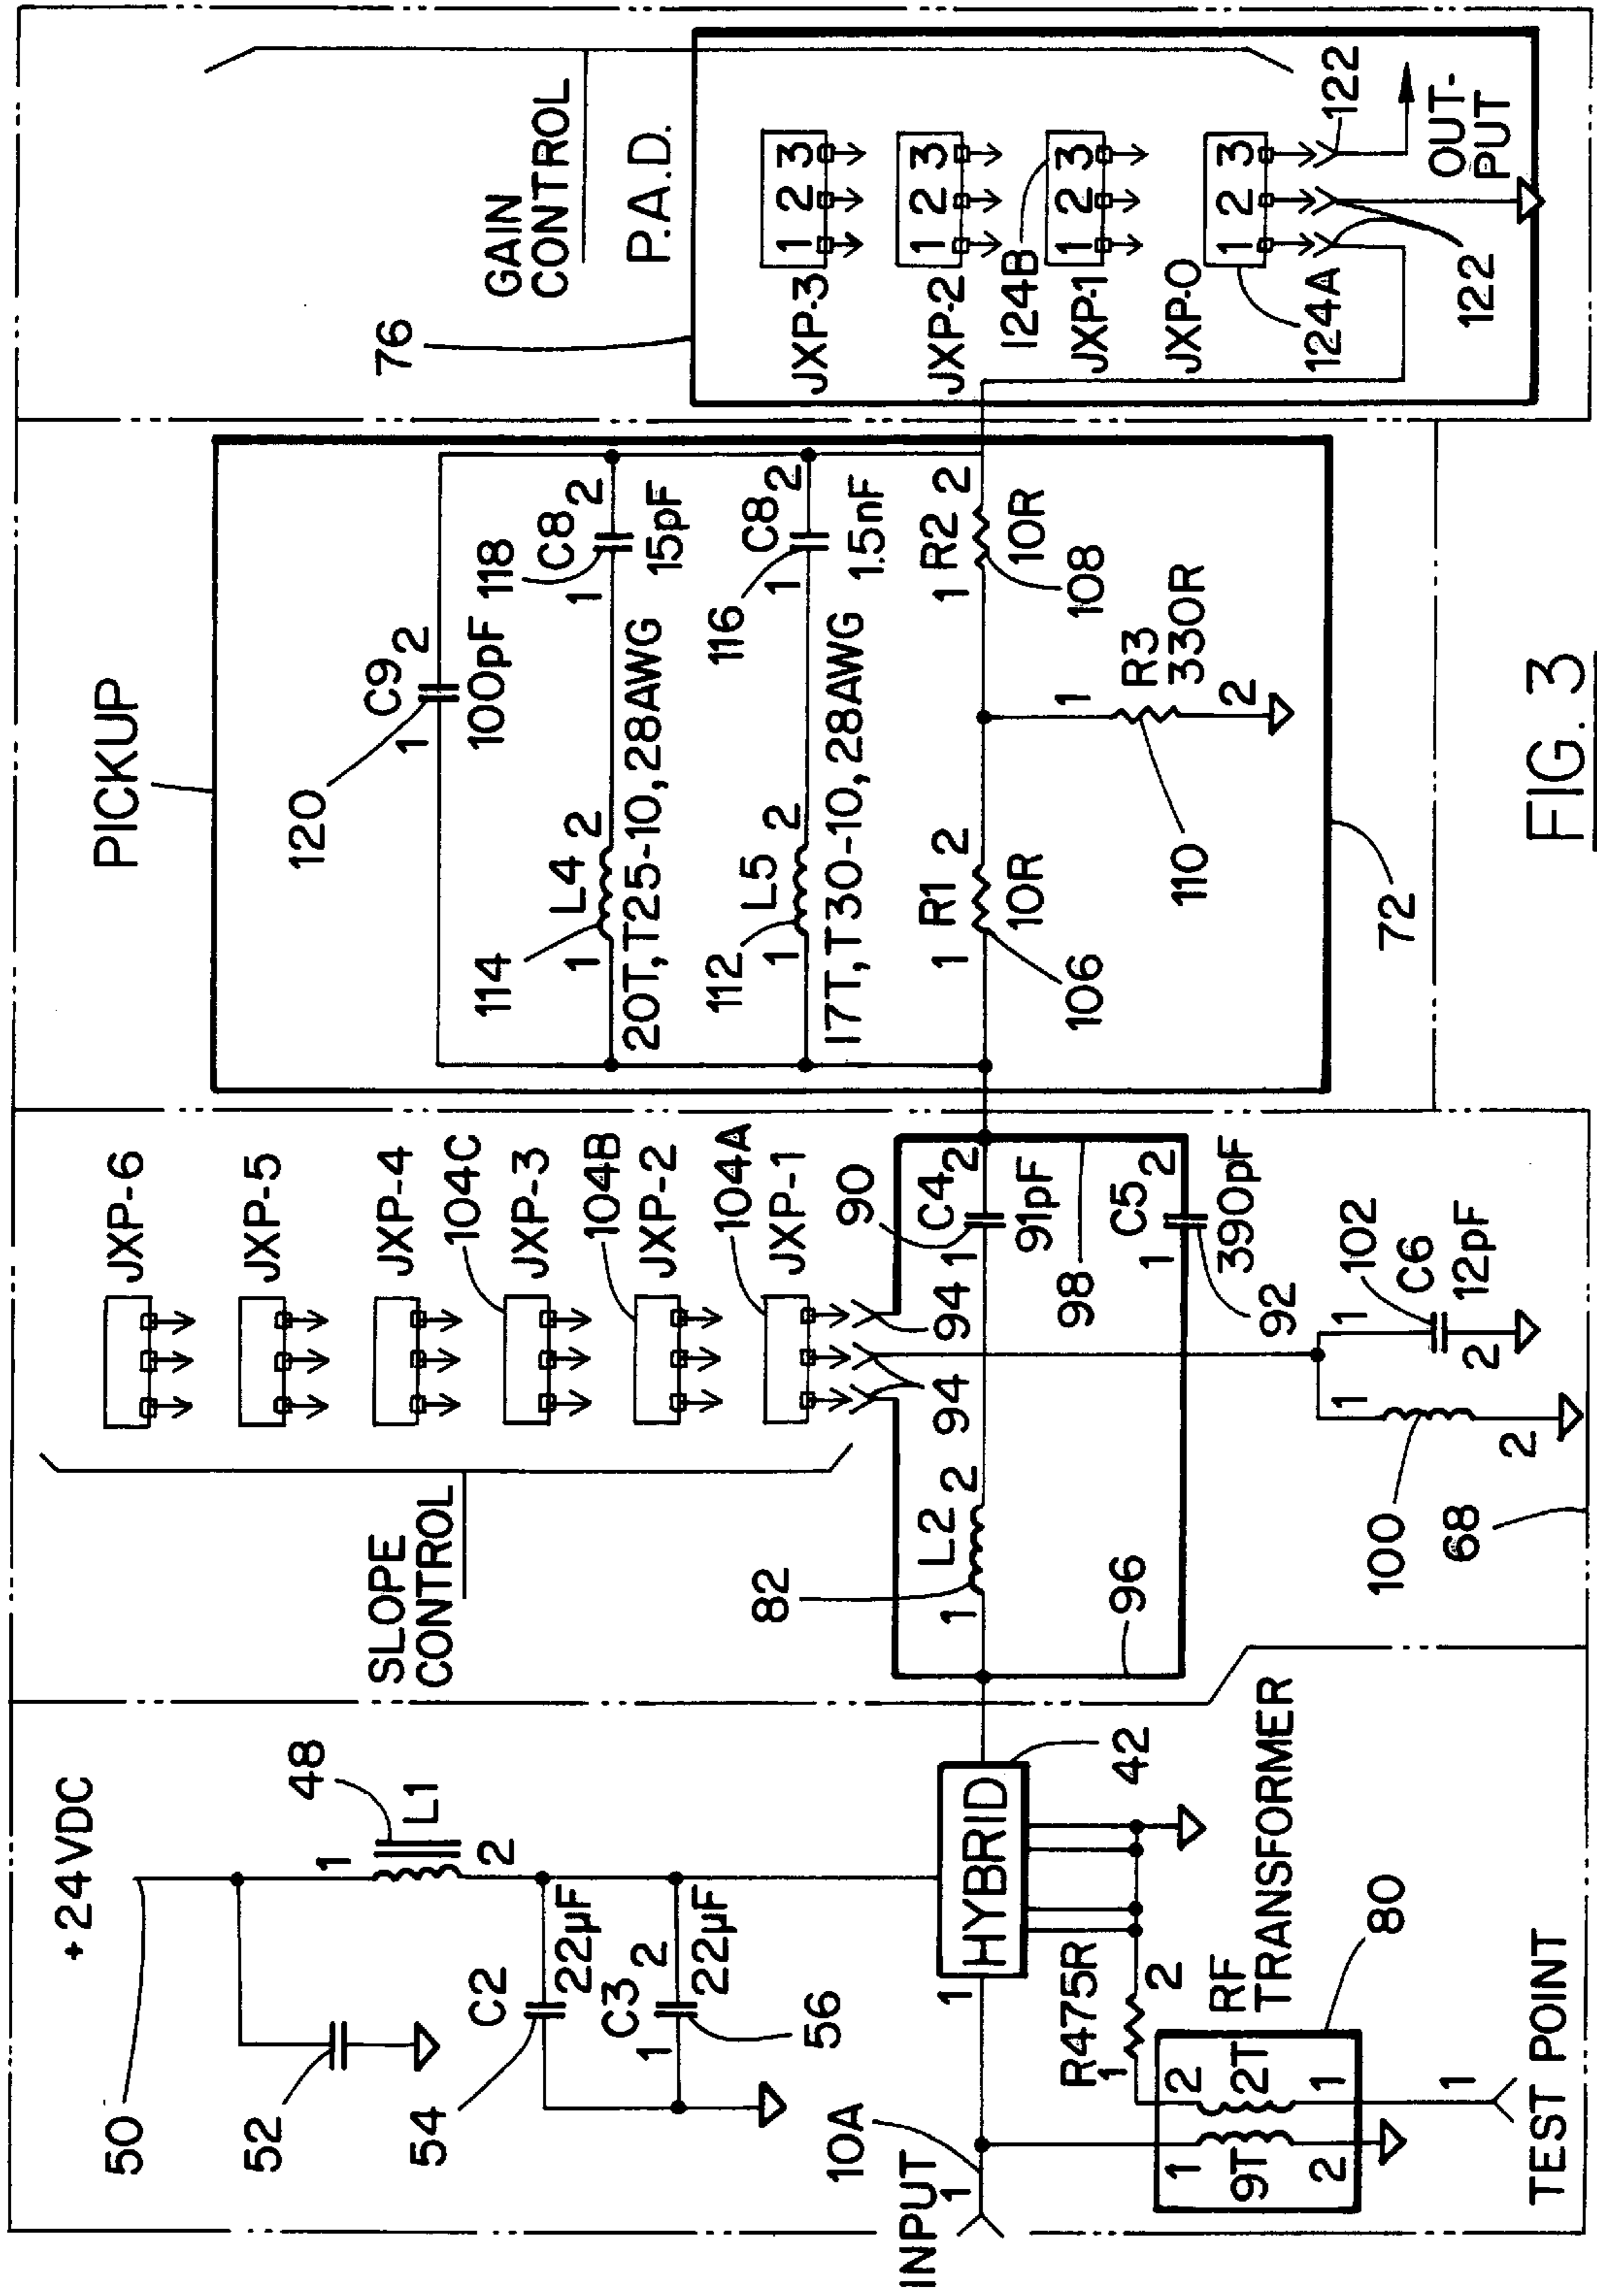 +24VDC
50
52
48
1
L1
2
C2
22µF
54
C3
2
22µF
1
56
INPUT
1
10A
1
HYBRID
42
R475R
1
2
RF
TRANSFORMER
80
1
9T
2
2
2T
1
1
TEST POINT
SLOPE
CONTROL
JXP-6
JXP-5
JXP-4
104C
JXP-3
104B
JXP-2
104A
JXP-1
82
1
L2
2
94
94
90
1
C4
2
91pF
98
96
1
C5
2
390pF
92
1
100
2
1
102
C6
12pF
2
68
PICKUP
120
C9
1
2
100pF
114
L4
1
2
20T,T25-10,28AWG
118
C8
1
2
15pF
112
L5
1
2
17T,T30-10,28AWG
116
C8
1
2
1.5nF
1
R1
2
10R
106
1
R2
2
10R
108
1
R3
330R
2
110
72
GAIN
CONTROL
P.A.D.
76
JXP-3
1 2 3
JXP-2
1 2 3
124B
JXP-1
1 2 3
JXP-0
1 2 3
124A
122
122
OUT-
PUT
FIG. 3